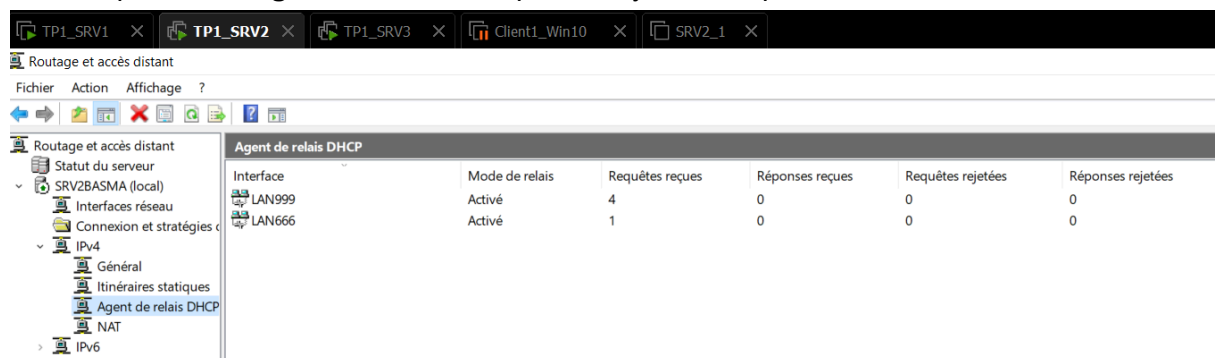 TP1_SRV1 TP1_SRV2 TP1_SRV3 Client1_Win10 SRV2_1
Routage et accès distant
Fichier Action Affichage ?
Routage et accès distant
Statut du serveur
SRV2BASMA (local)
Interfaces réseau
Connexion et stratégies
IPv4
Général
Itinéraires statiques
Agent de relais DHCP
NAT
IPv6
Agent de relais DHCP
Interface Mode de relais Requêtes reçues Réponses reçues Requêtes rejetées Réponses rejetées
LAN999 Activé 4 0 0 0
LAN666 Activé 1 0 0 0